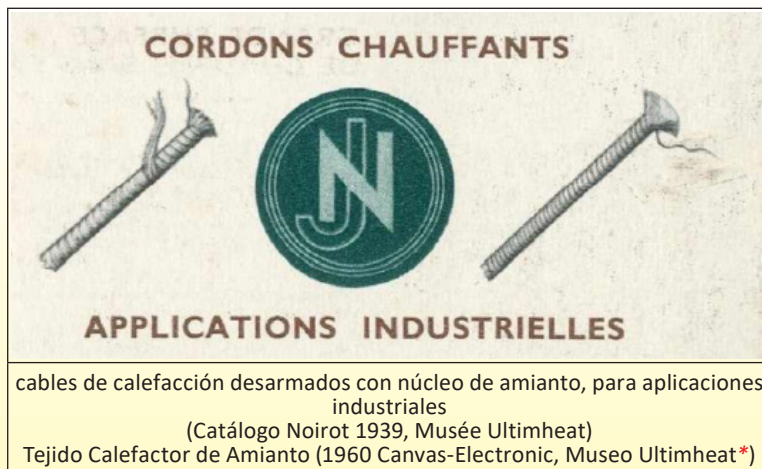 CORDONS CHAUFFANTS
JN
APPLICATIONS INDUSTRIELLES
cables de calefacción desarmados con núcleo de amianto, para aplicaciones
industriales
(Catálogo Noirot 1939, Musée Ultimheat)
Tejido Calefactor de Amianto (1960 Canvas-Electronic, Museo Ultimheat*)